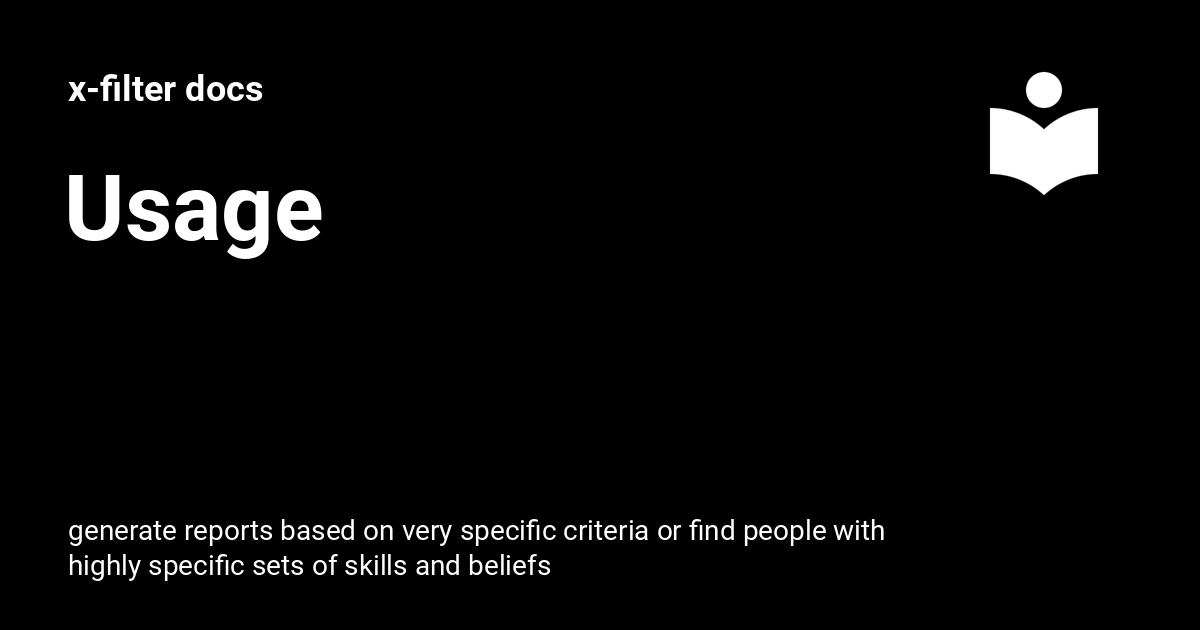 x-filter docs
Usage
generate reports based on very specific criteria or find people with
highly specific sets of skills and beliefs